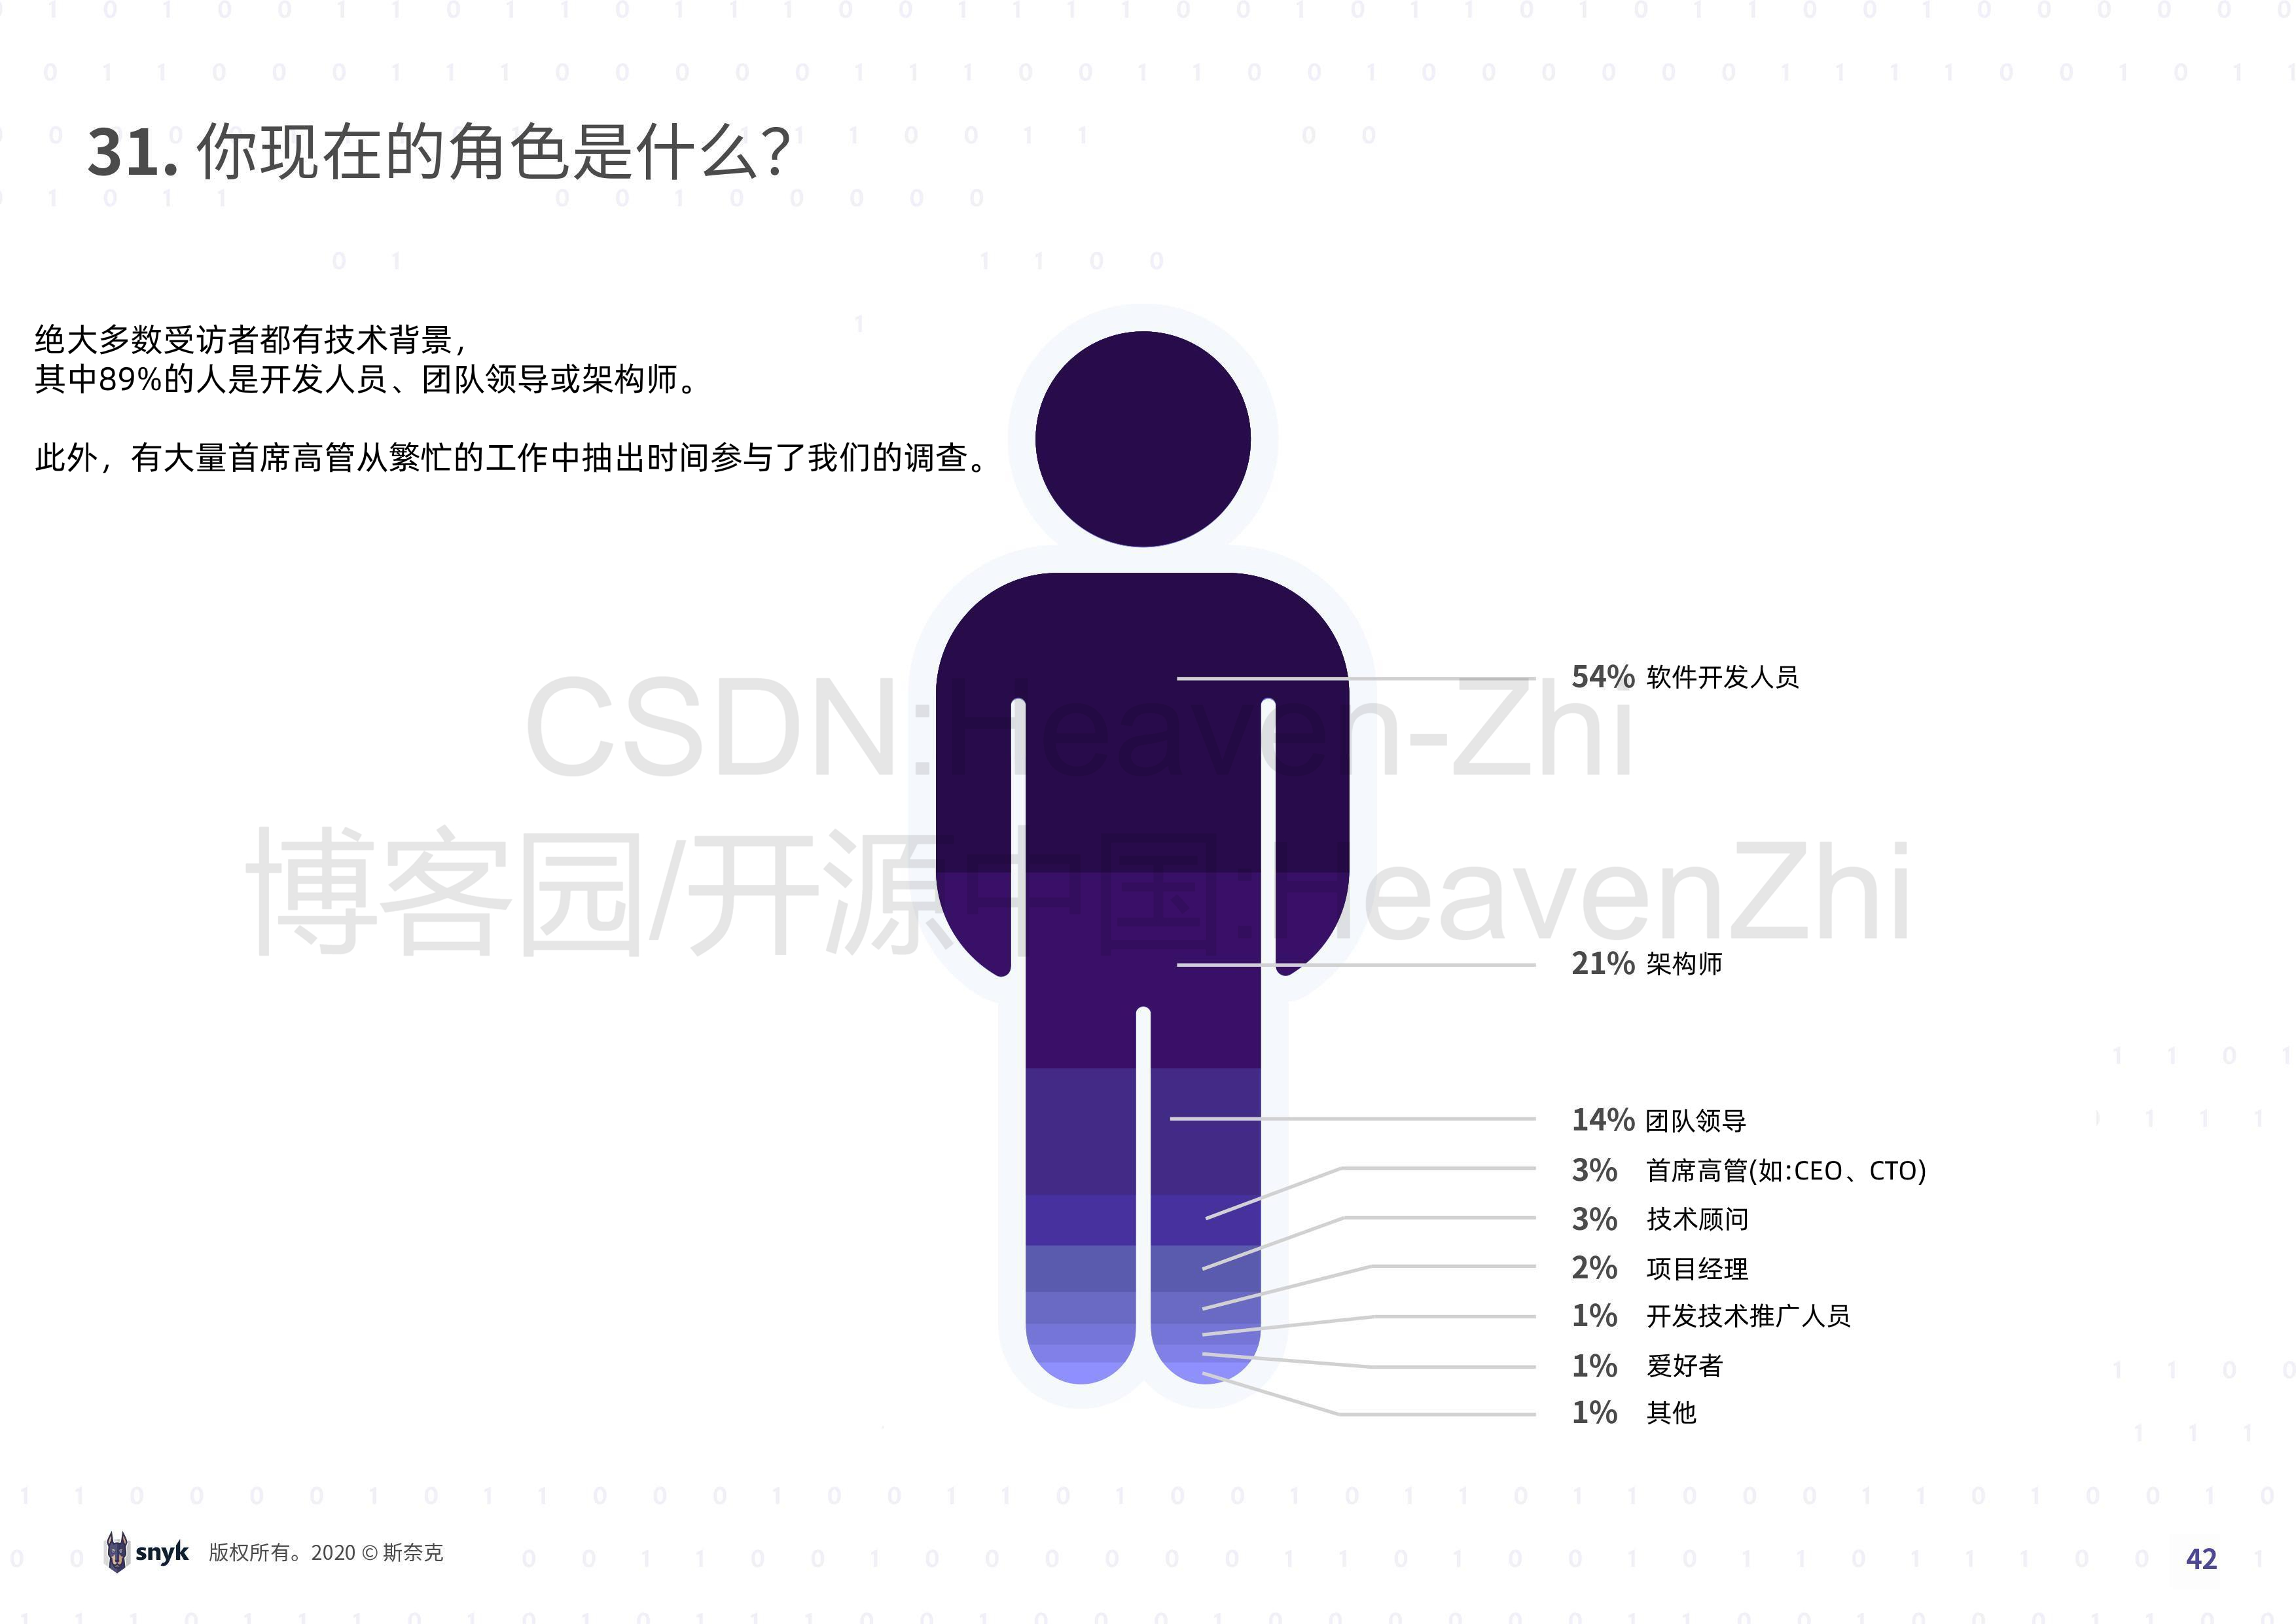 31. 你现在的角色是什么？
绝大多数受访者都有技术背景，
其中89%的人是开发人员、团队领导或架构师。
此外，有大量首席高管从繁忙的工作中抽出时间参与了我们的调查。
54% 软件开发人员
CSDN:Heaven-Zhi
博客园/开源中国:HeavenZhi
21% 架构师
14% 团队领导
3% 首席高管(如:CEO、CTO)
3% 技术顾问
2% 项目经理
1% 开发技术推广人员
1% 爱好者
1% 其他
snyk 版权所有。2020 © 斯奈克
42